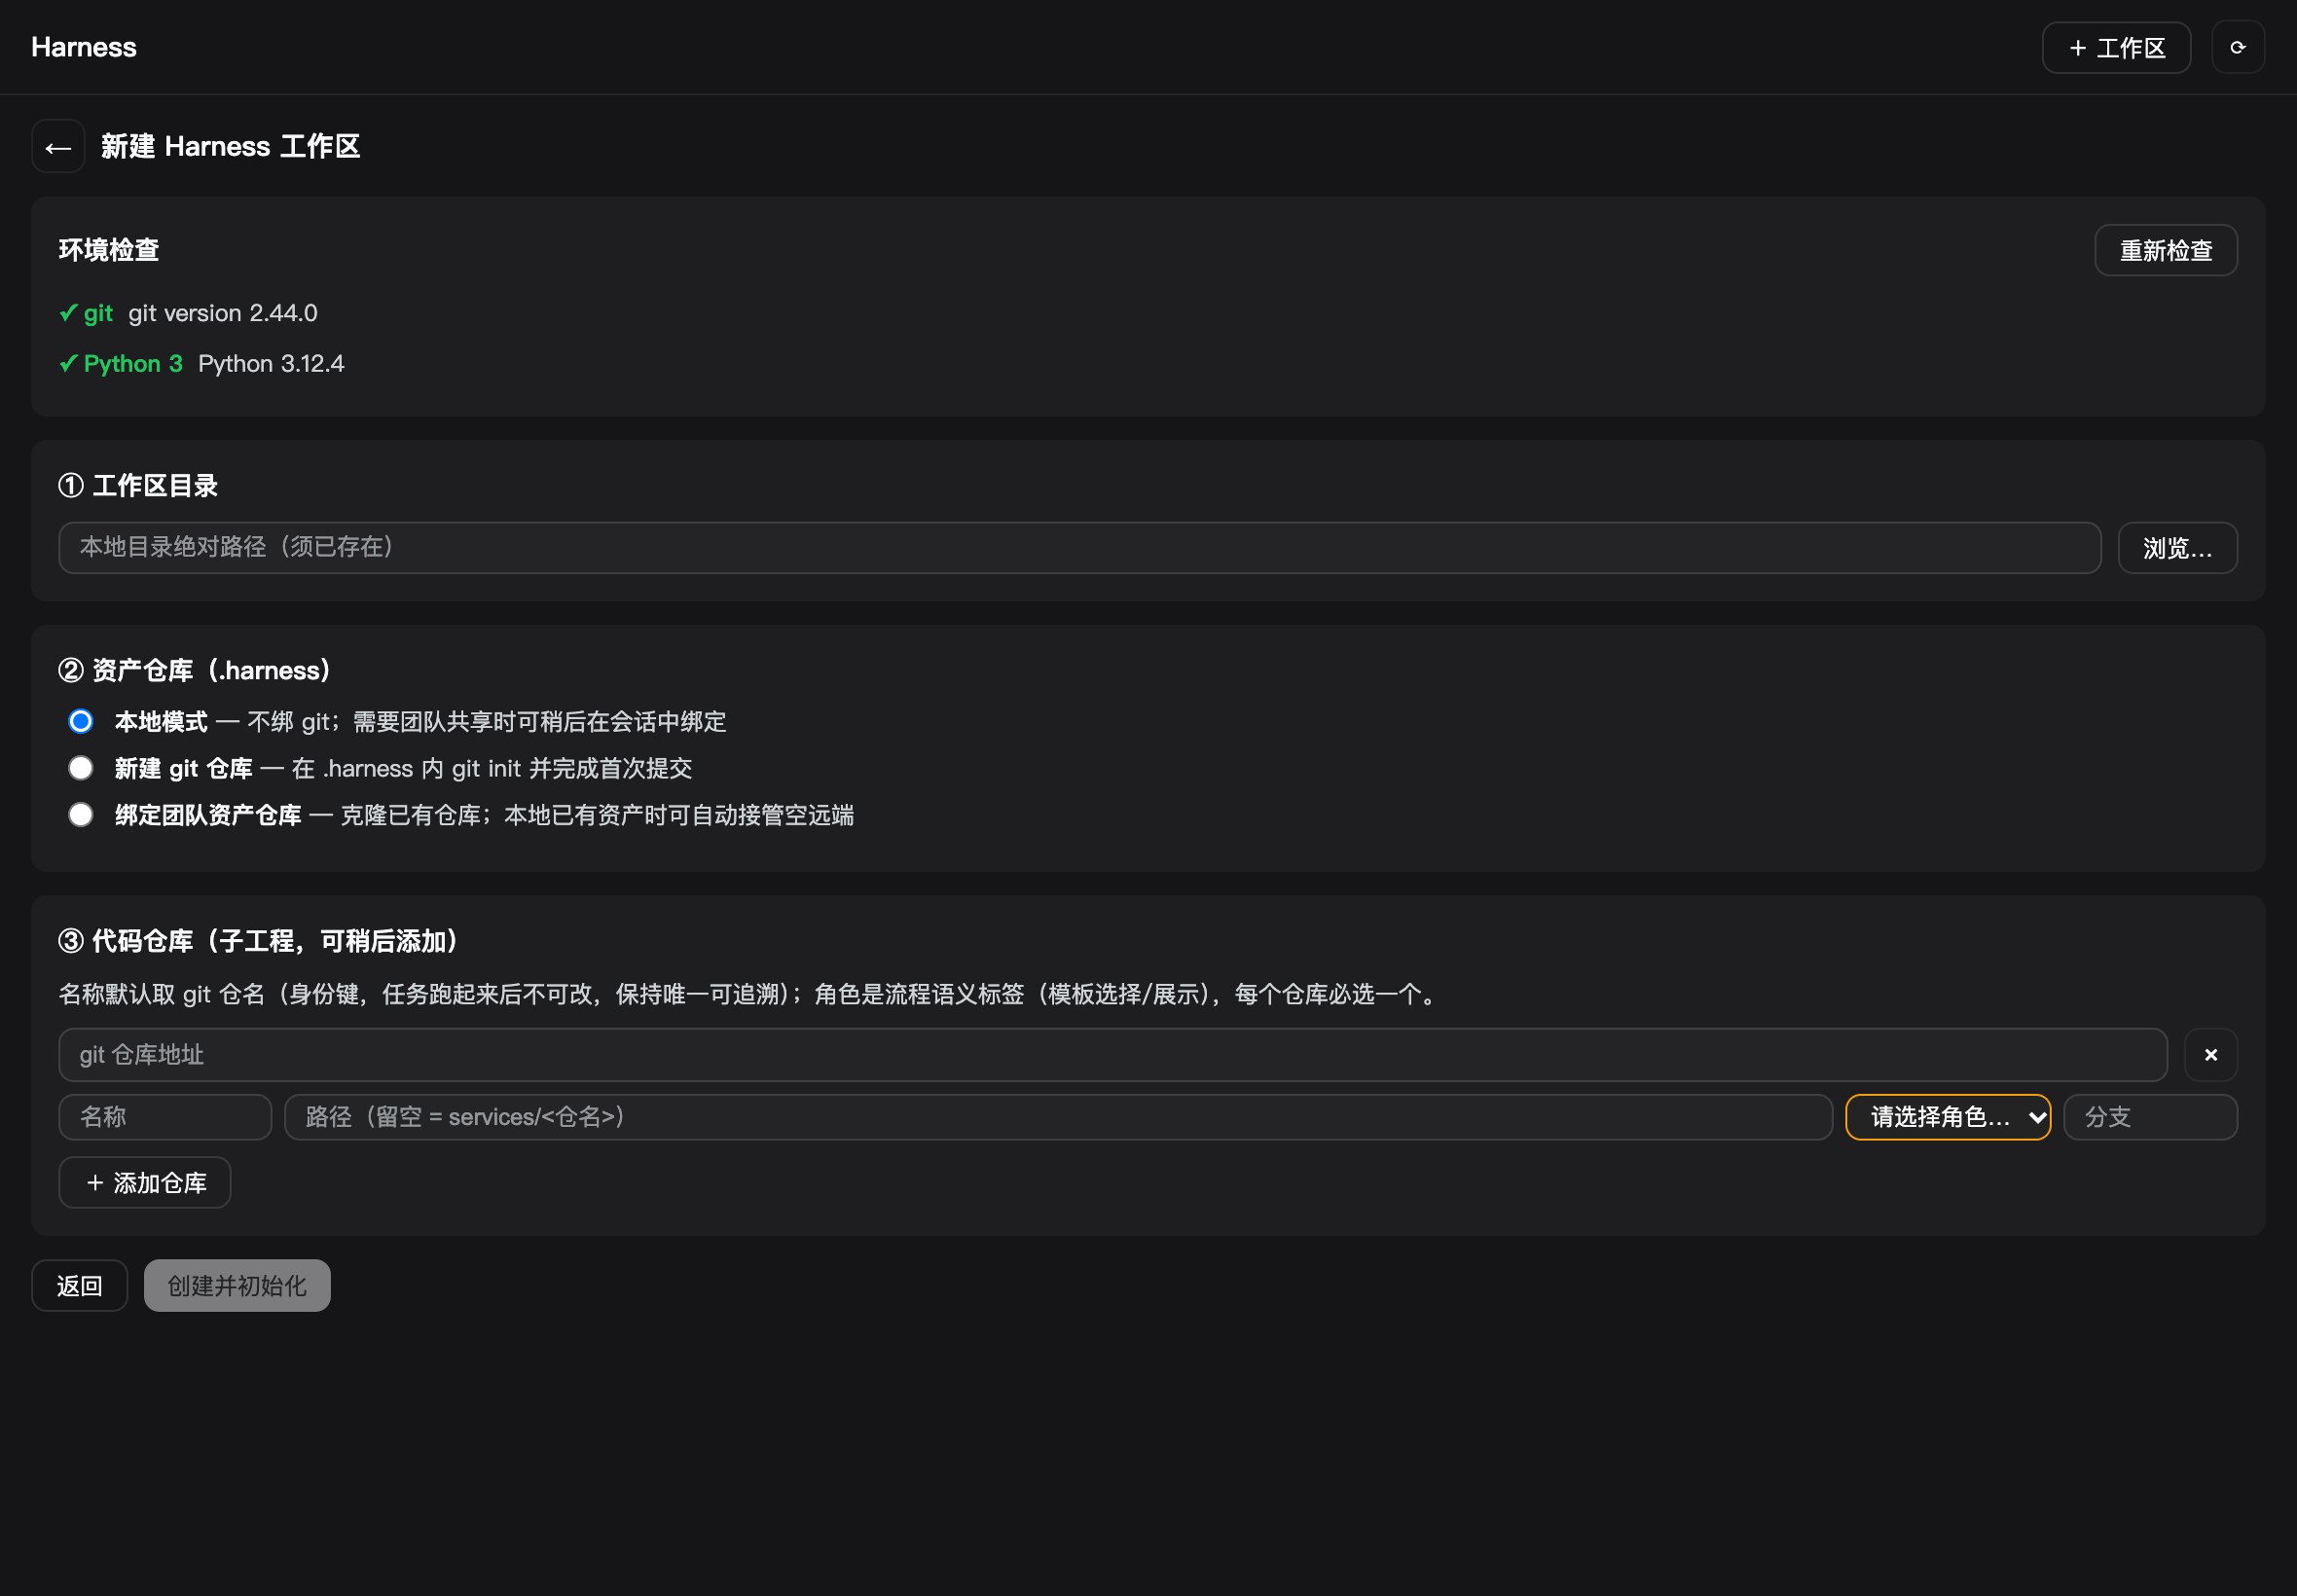 Harness
+ 工作区
⟳
← 新建 Harness 工作区
环境检查
重新检查
✓ git git version 2.44.0
✓ Python 3 Python 3.12.4
① 工作区目录
本地目录绝对路径（须已存在）
浏览...
② 资产仓库（.harness）
本地模式 — 不绑 git；需要团队共享时可稍后在会话中绑定
新建 git 仓库 — 在 .harness 内 git init 并完成首次提交
绑定团队资产仓库 — 克隆已有仓库；本地已有资产时可自动接管空远端
③ 代码仓库（子工程，可稍后添加）
名称默认取 git 仓名（身份键，任务跑起来后不可改，保持唯一可追溯）；角色是流程语义标签（模板选择/展示），每个仓库必选一个。
git 仓库地址
×
名称
路径（留空 = services/<仓名>）
请选择角色...
分支
+ 添加仓库
返回
创建并初始化